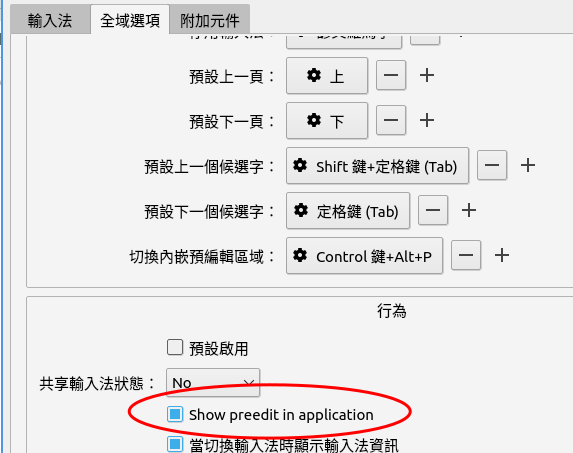 輸入法 全域選項 附加元件
預設上一頁： 上
預設下一頁： 下
預設上一個候選字： Shift 鍵+定格鍵 (Tab)
預設下一個候選字： 定格鍵 (Tab)
切換內嵌預編輯區域： Control 鍵+Alt+P
行為
預設啟用
共享輸入法狀態： No
Show preedit in application
當切換輸入法時顯示輸入法資訊